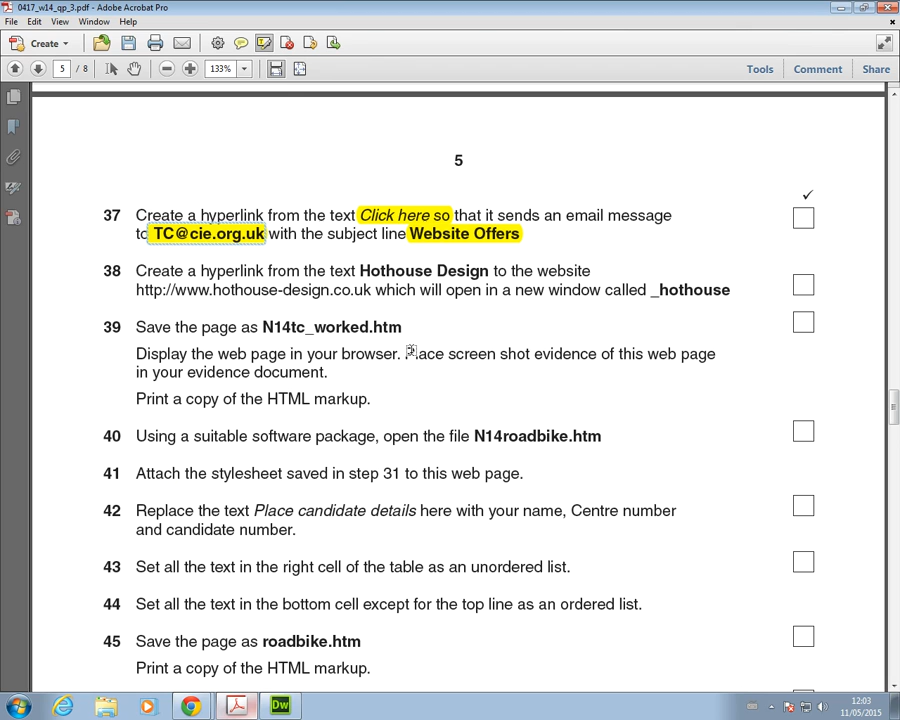 0417_w14_qp_3.pdf - Adobe Acrobat Pro
File Edit View Window Help
Create
5 / 8 133% Tools Comment Share
5
✓
37 Create a hyperlink from the text Click here so that it sends an email message
to TC@cie.org.uk with the subject line Website Offers
38 Create a hyperlink from the text Hothouse Design to the website
http://www.hothouse-design.co.uk which will open in a new window called _hothouse
39 Save the page as N14tc_worked.htm
Display the web page in your browser. Place screen shot evidence of this web page
in your evidence document.
Print a copy of the HTML markup.
40 Using a suitable software package, open the file N14roadbike.htm
41 Attach the stylesheet saved in step 31 to this web page.
42 Replace the text Place candidate details here with your name, Centre number
and candidate number.
43 Set all the text in the right cell of the table as an unordered list.
44 Set all the text in the bottom cell except for the top line as an ordered list.
45 Save the page as roadbike.htm
Print a copy of the HTML markup.
Dw
12:03
11/05/2015